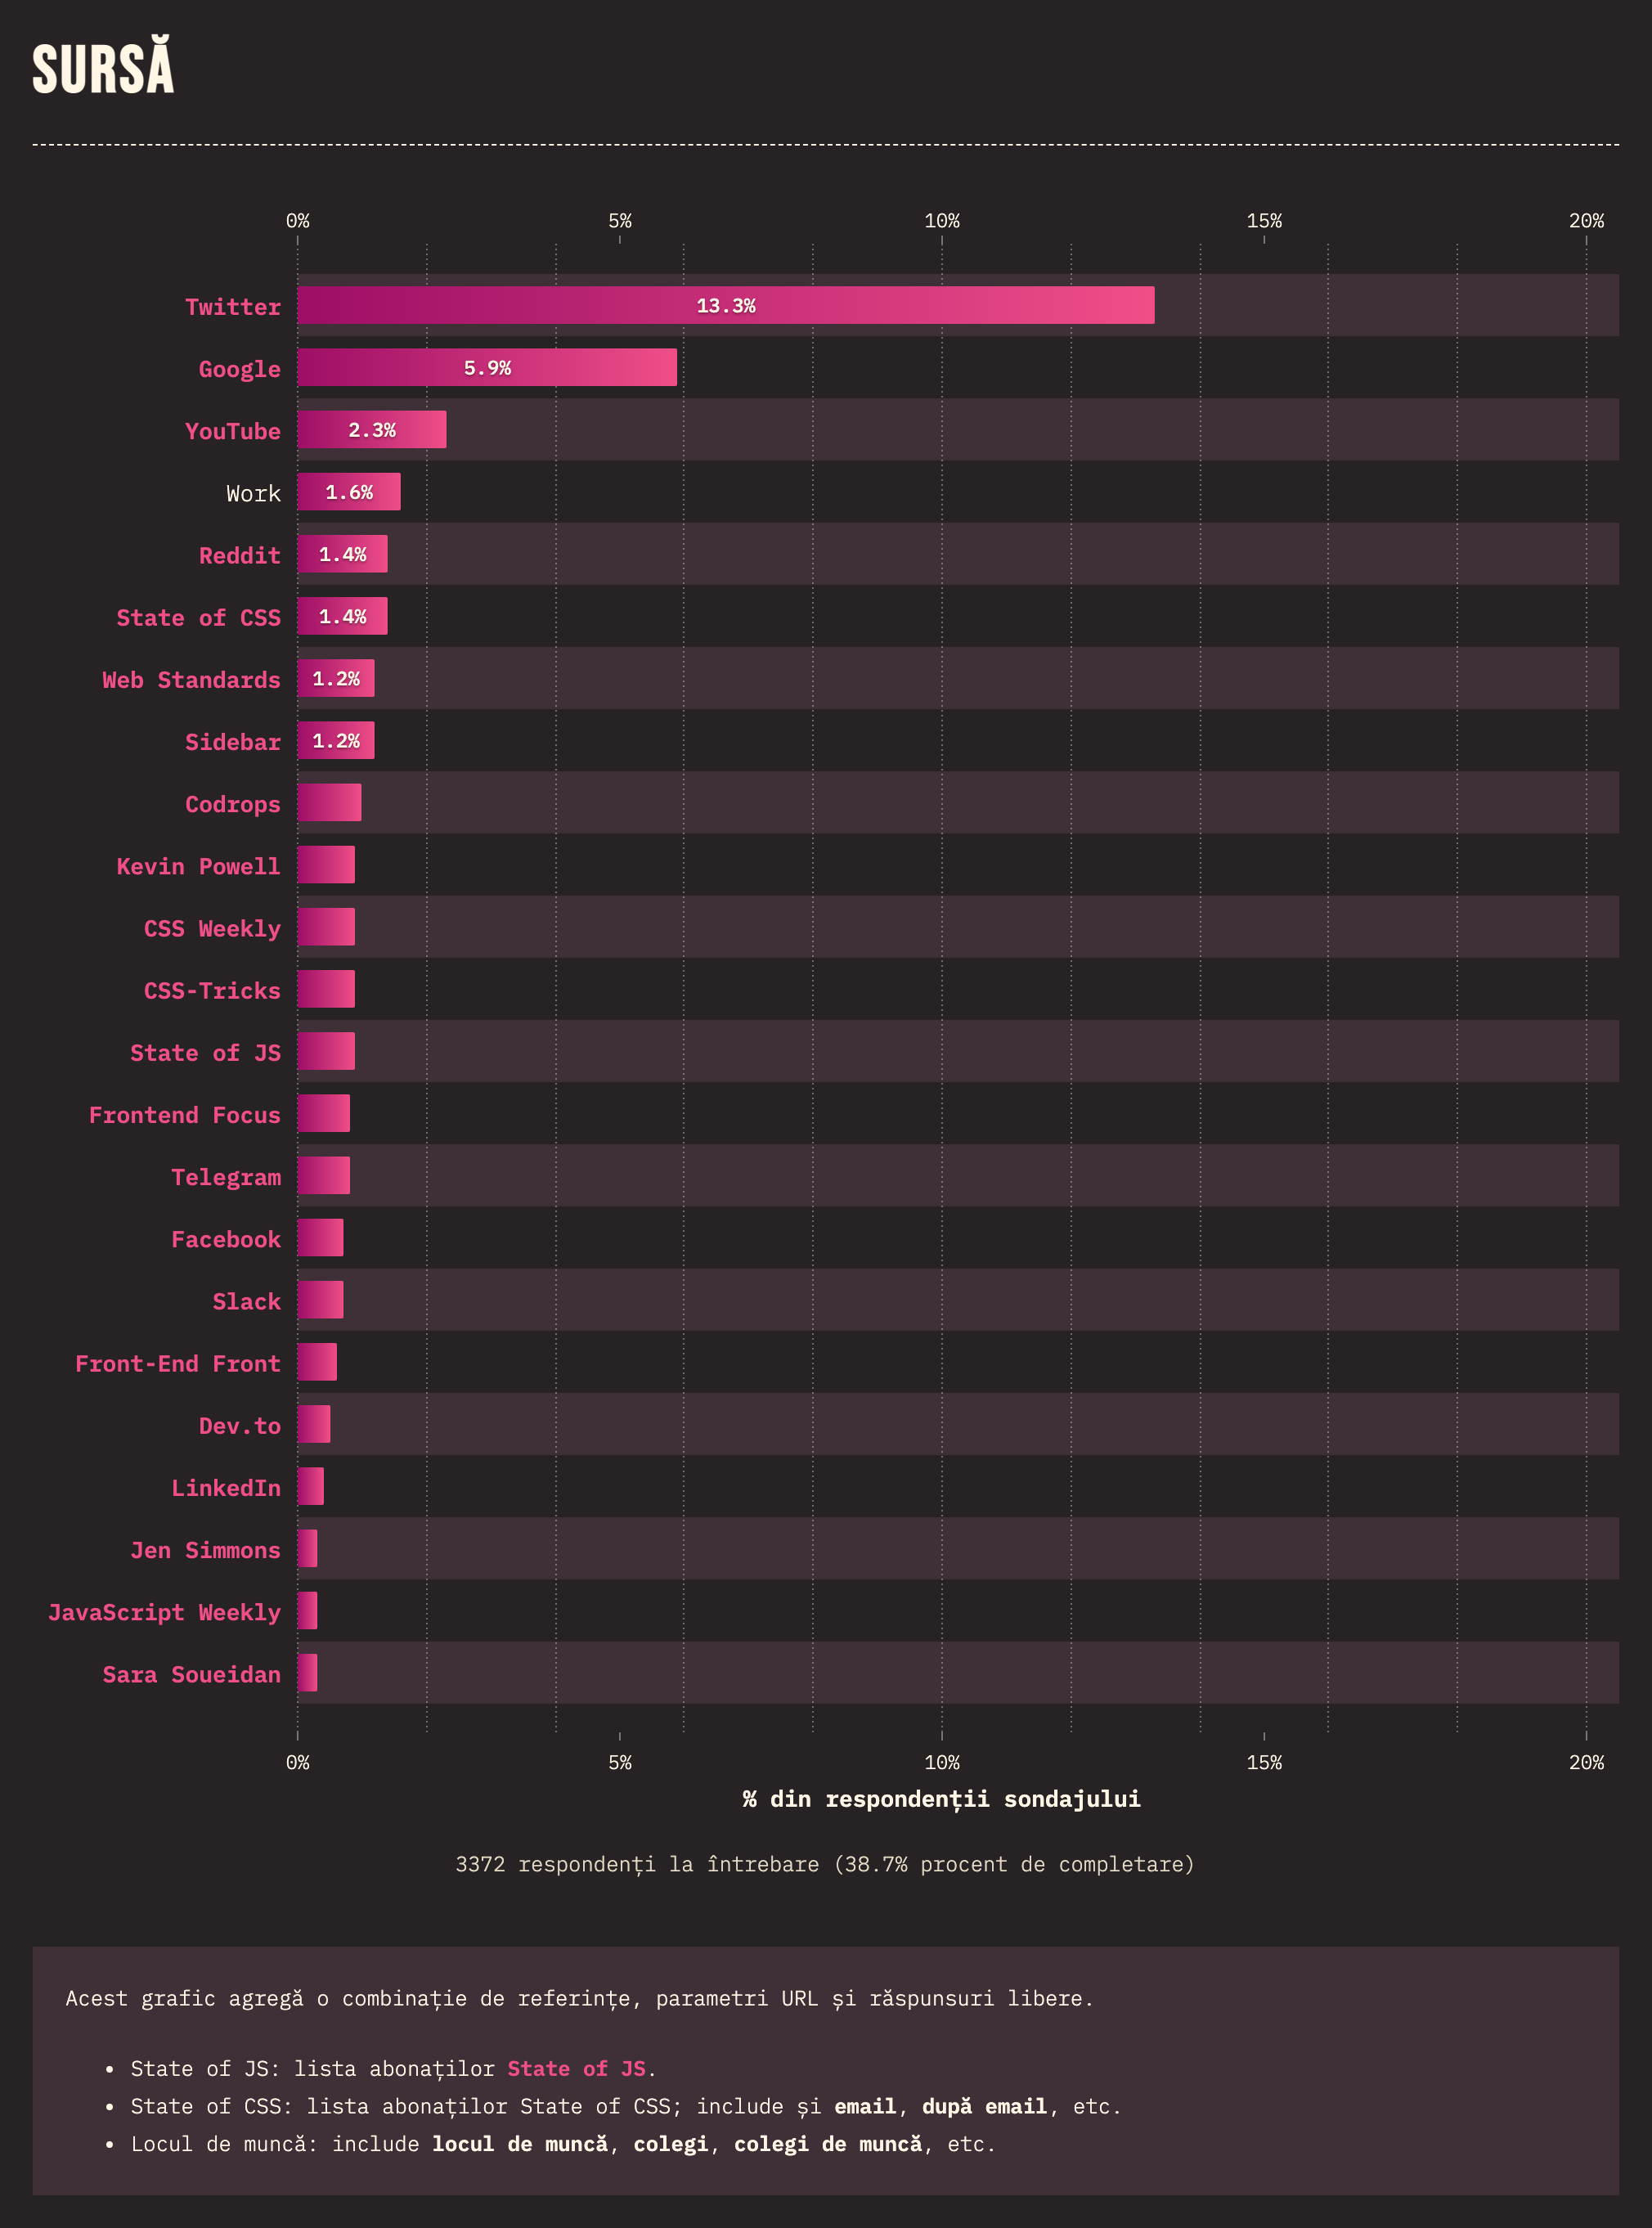 SURSĂ
0% 5% 10% 15% 20%
Twitter 13.3%
Google 5.9%
YouTube 2.3%
Work 1.6%
Reddit 1.4%
State of CSS 1.4%
Web Standards 1.2%
Sidebar 1.2%
Codrops
Kevin Powell
CSS Weekly
CSS-Tricks
State of JS
Frontend Focus
Telegram
Facebook
Slack
Front-End Front
Dev.to
LinkedIn
Jen Simmons
JavaScript Weekly
Sara Soueidan
0% 5% 10% 15% 20%
% din respondenții sondajului
3372 respondenți la întrebare (38.7% procent de completare)
Acest grafic agregă o combinație de referințe, parametri URL și răspunsuri libere.
• State of JS: lista abonaților State of JS.
• State of CSS: lista abonaților State of CSS; include și email, după email, etc.
• Locul de muncă: include locul de muncă, colegi, colegi de muncă, etc.